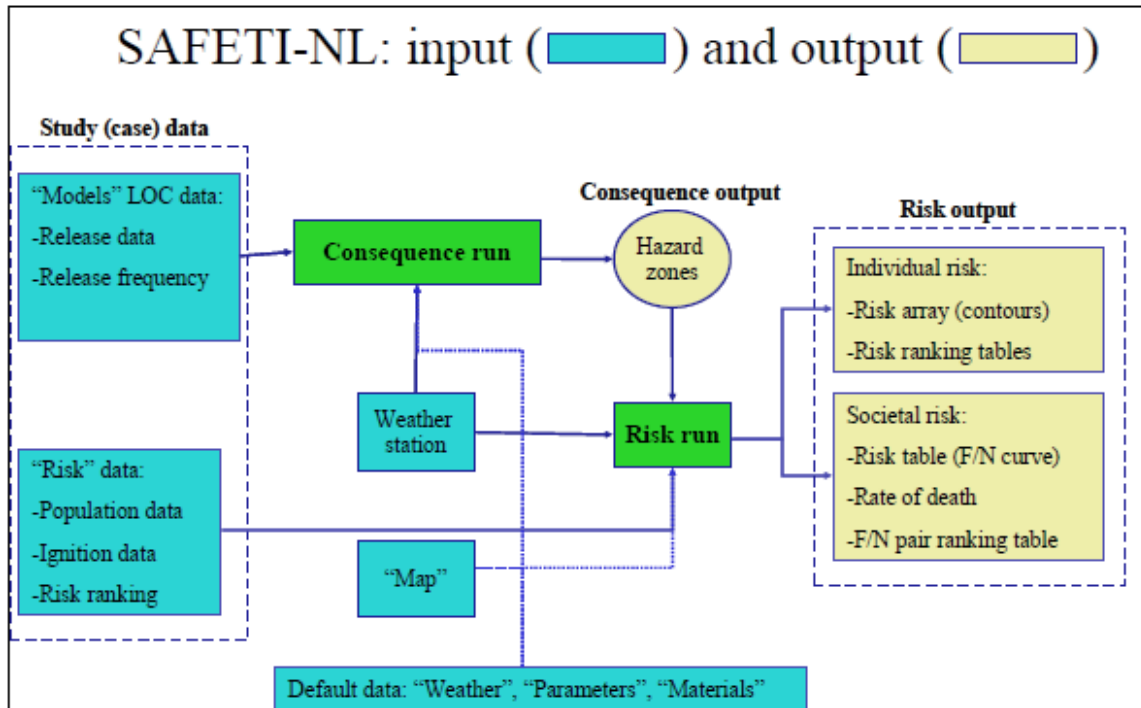 SAFETI-NL: input ( ) and output ( )
Study (case) data
“Models” LOC data:
-Release data
-Release frequency
Consequence run
Consequence output
Hazard
zones
Risk output
Individual risk:
-Risk array (contours)
-Risk ranking tables
Weather
station
Risk run
Societal risk:
-Risk table (F/N curve)
-Rate of death
-F/N pair ranking table
“Risk” data:
-Population data
-Ignition data
-Risk ranking
“Map”
Default data: “Weather”, “Parameters”, “Materials”